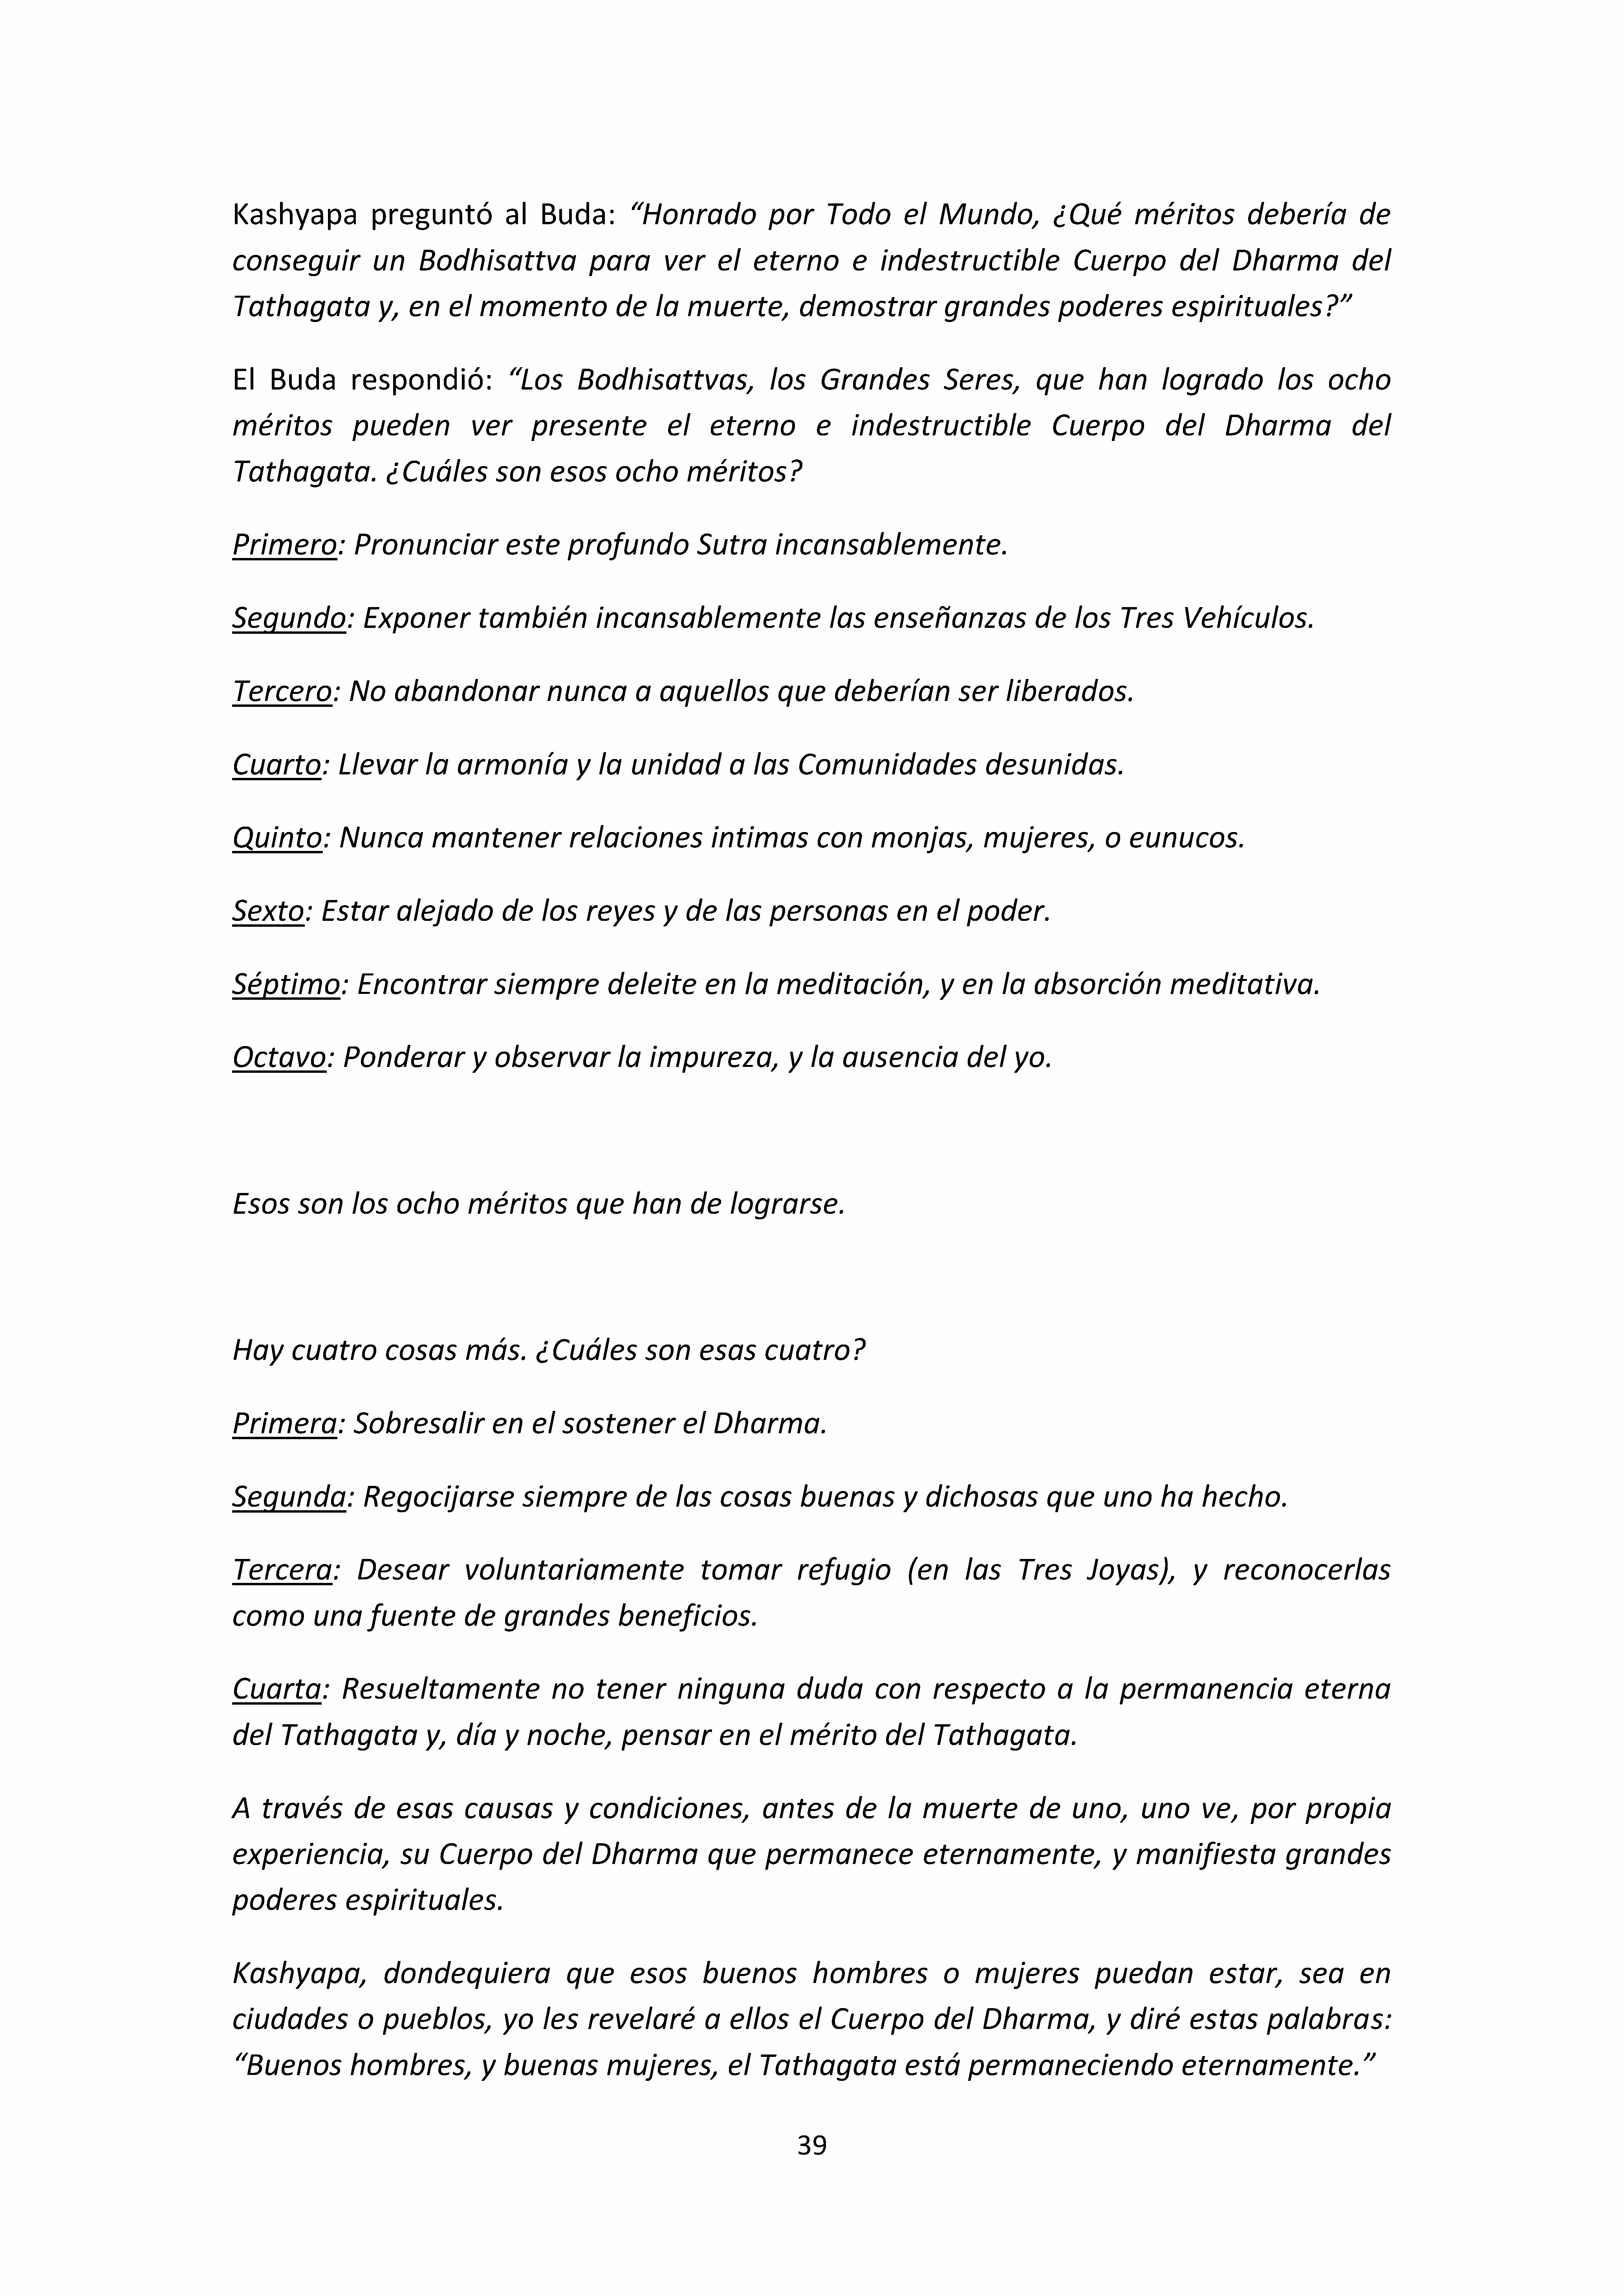 Kashyapa preguntó al Buda: “Honrado por Todo el Mundo, ¿Qué méritos debería de
conseguir un Bodhisattva para ver el eterno e indestructible Cuerpo del Dharma del
Tathagata y, en el momento de la muerte, demostrar grandes poderes espirituales?”
El Buda respondió: “Los Bodhisattvas, los Grandes Seres, que han logrado los ocho
méritos pueden ver presente el eterno e indestructible Cuerpo del Dharma del
Tathagata. ¿Cuáles son esos ocho méritos?
Primero: Pronunciar este profundo Sutra incansablemente.
Segundo: Exponer también incansablemente las enseñanzas de los Tres Vehículos.
Tercero: No abandonar nunca a aquellos que deberían ser liberados.
Cuarto: Llevar la armonía y la unidad a las Comunidades desunidas.
Quinto: Nunca mantener relaciones intimas con monjas, mujeres, o eunucos.
Sexto: Estar alejado de los reyes y de las personas en el poder.
Séptimo: Encontrar siempre deleite en la meditación, y en la absorción meditativa.
Octavo: Ponderar y observar la impureza, y la ausencia del yo.
Esos son los ocho méritos que han de lograrse.
Hay cuatro cosas más. ¿Cuáles son esas cuatro?
Primera: Sobresalir en el sostener el Dharma.
Segunda: Regocijarse siempre de las cosas buenas y dichosas que uno ha hecho.
Tercera: Desear voluntariamente tomar refugio (en las Tres Joyas), y reconocerlas
como una fuente de grandes beneficios.
Cuarta: Resueltamente no tener ninguna duda con respecto a la permanencia eterna
del Tathagata y, día y noche, pensar en el mérito del Tathagata.
A través de esas causas y condiciones, antes de la muerte de uno, uno ve, por propia
experiencia, su Cuerpo del Dharma que permanece eternamente, y manifiesta grandes
poderes espirituales.
Kashyapa, dondequiera que esos buenos hombres o mujeres puedan estar, sea en
ciudades o pueblos, yo les revelaré a ellos el Cuerpo del Dharma, y diré estas palabras:
“Buenos hombres, y buenas mujeres, el Tathagata está permaneciendo eternamente.”
39